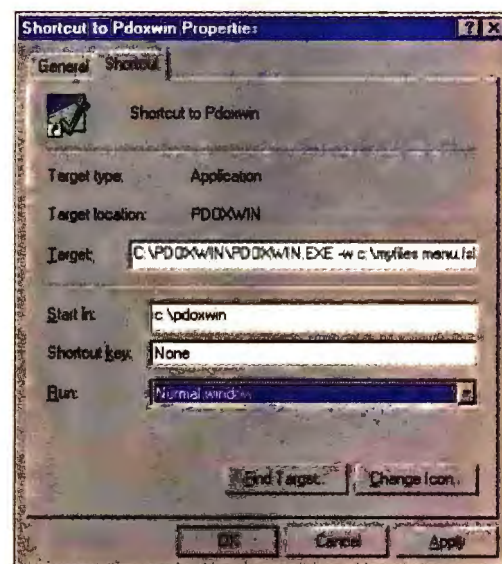 Shortcut to Pdoxwin Properties
General Shortcut
Shortcut to Pdoxwin
Target type: Application
Target location: PDOXWIN
Target: C:\PDOXWIN\PDOXWIN.EXE -w c:\myfiles menu.fsl
Start in: c:\pdoxwin
Shortcut key: None
Run: Normal window
Find Target... Change Icon...
OK Cancel Apply